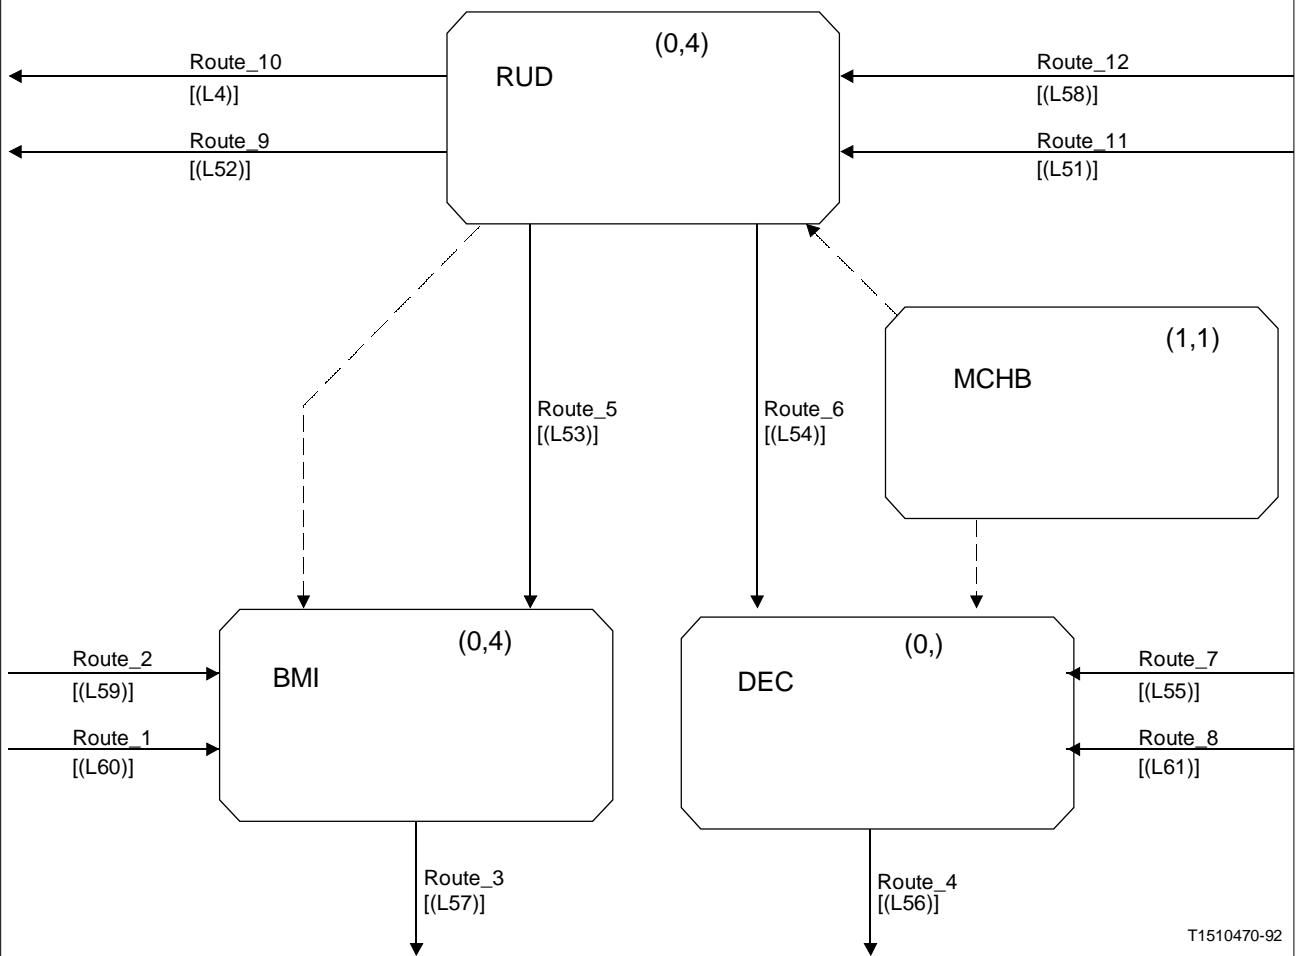 (0,4)
RUD
Route_10
[(L4)]
Route_9
[(L52)]
Route_12
[(L58)]
Route_11
[(L51)]
(1,1)
MCHB
Route_5
[(L53)]
Route_6
[(L54)]
(0,4)
BMI
(0,)
DEC
Route_2
[(L59)]
Route_1
[(L60)]
Route_7
[(L55)]
Route_8
[(L61)]
Route_3
[(L57)]
Route_4
[(L56)]
T1510470-92